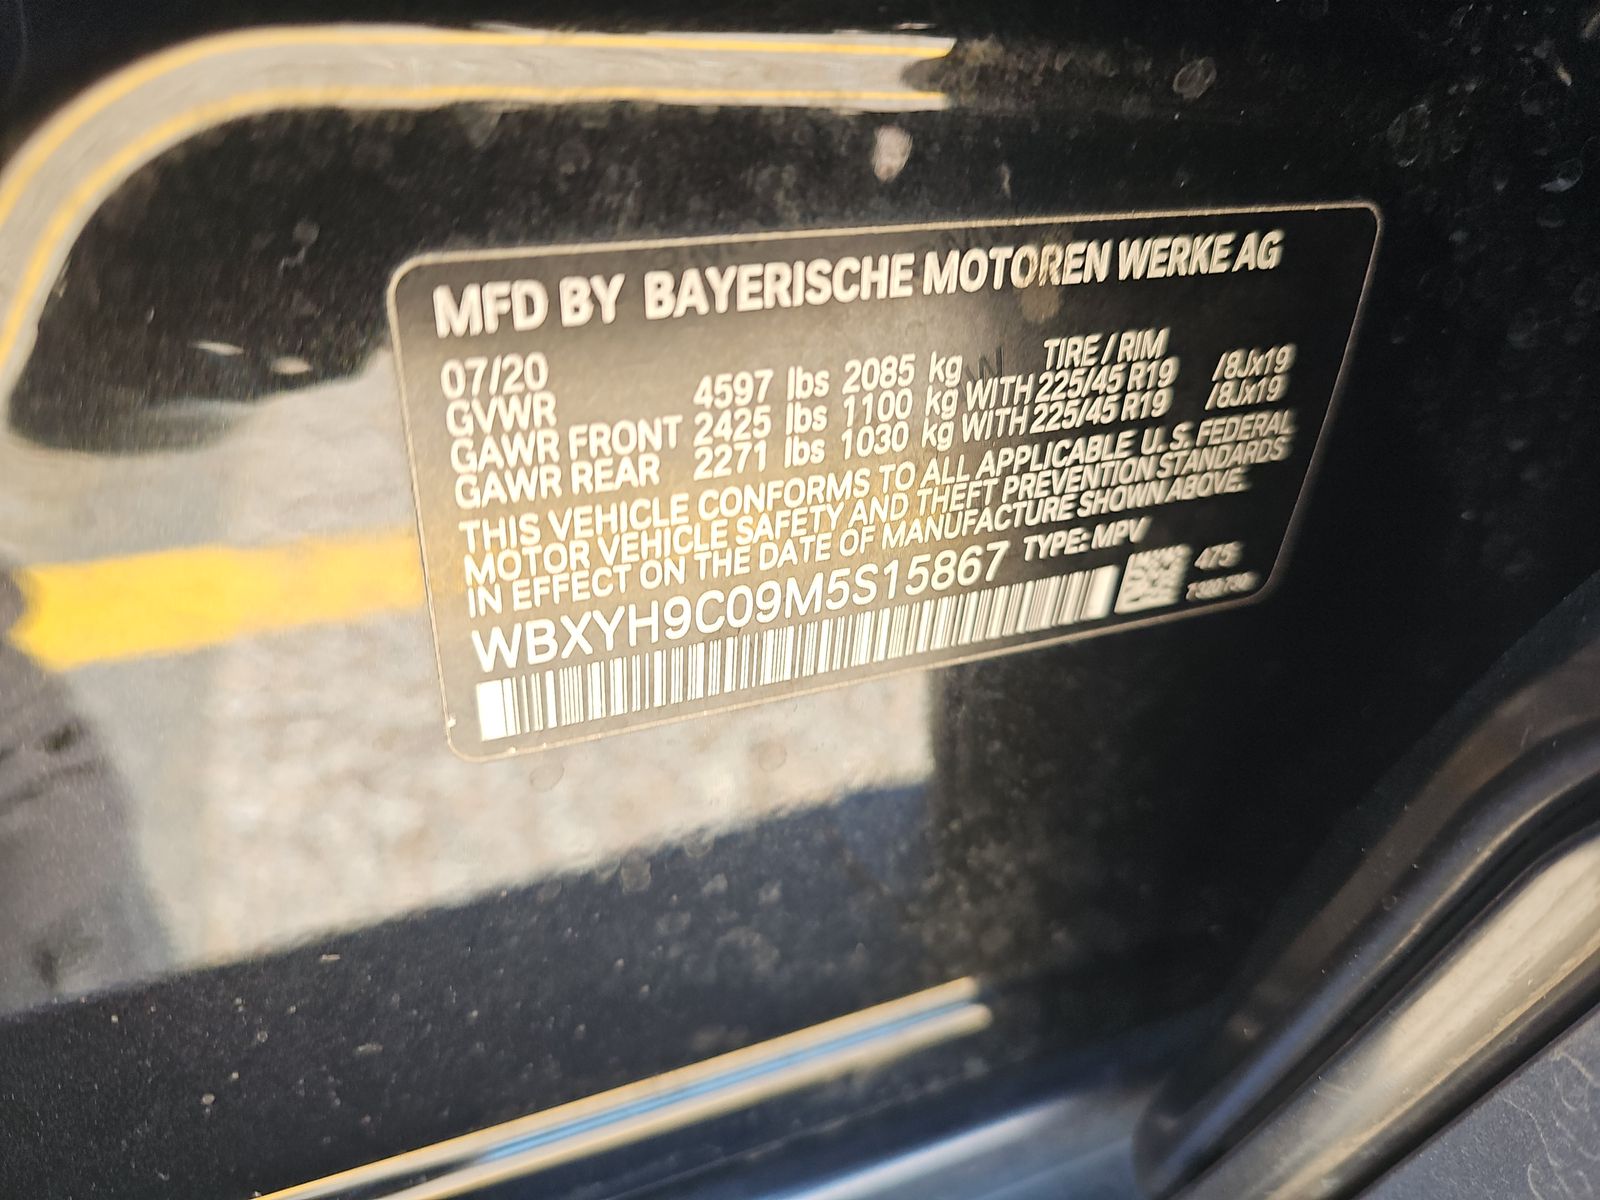 MFD BY BAYERISCHE MOTOREN WERKE AG
07/20 TIRE / RIM
GVWR 4597 lbs 2085 kg
GAWR FRONT 2425 lbs 1100 kg WITH 225/45 R19 /8Jx19
GAWR REAR 2271 lbs 1030 kg WITH 225/45 R19 /8Jx19
THIS VEHICLE CONFORMS TO ALL APPLICABLE U.S. FEDERAL
MOTOR VEHICLE SAFETY AND THEFT PREVENTION STANDARDS
IN EFFECT ON THE DATE OF MANUFACTURE SHOWN ABOVE.
WBXYH9C09M5S15867 TYPE: MPV
475